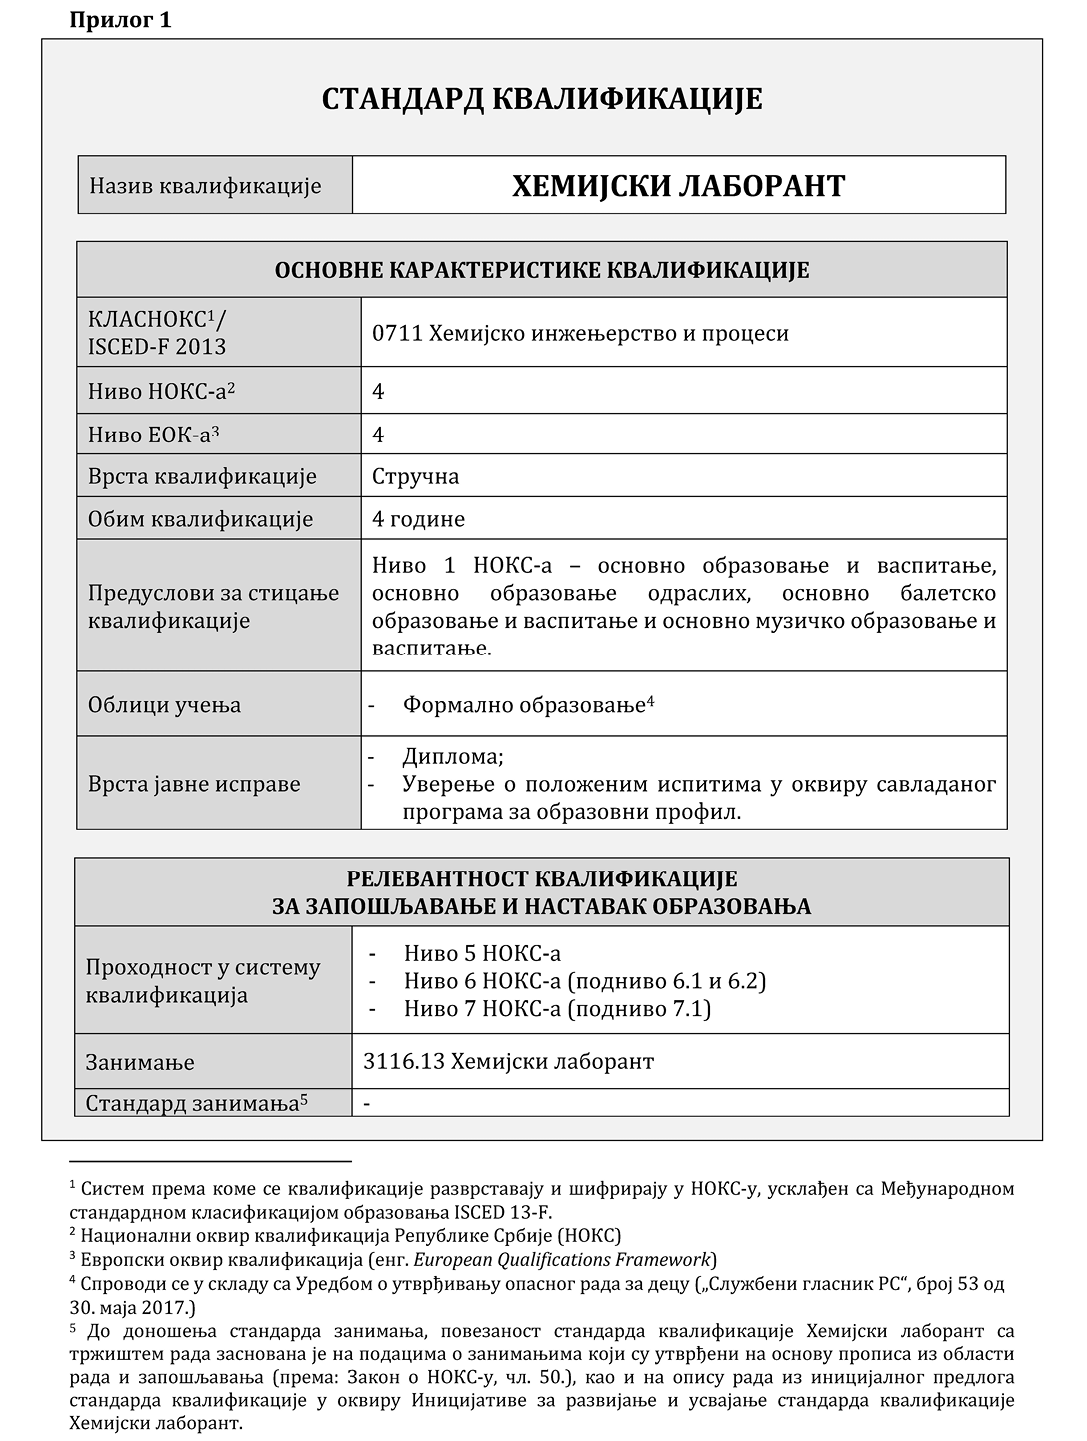 Прилог 1
СТАНДАРД КВАЛИФИКАЦИЈЕ
Назив квалификације
ХЕМИЈСКИ ЛАБОРАНТ
ОСНОВНЕ КАРАКТЕРИСТИКЕ КВАЛИФИКАЦИЈЕ
КЛАСНОКС¹/
ISCED-F 2013
0711 Хемијско инжењерство и процеси
Ниво НОКС-а²
4
Ниво ЕОК-а³
4
Врста квалификације
Стручна
Обим квалификације
4 године
Предуслови за стицање
квалификације
Ниво 1 НОКС-а – основно образовање и васпитање,
основно образовање одраслих, основно балетско
образовање и васпитање и основно музичко образовање и
васпитање.
Облици учења
- Формално образовање⁴
Врста јавне исправе
- Диплома;
- Уверење о положеним испитима у оквиру савладаног
програма за образовни профил.
РЕЛЕВАНТНОСТ КВАЛИФИКАЦИЈЕ
ЗА ЗАПОШЉАВАЊЕ И НАСТАВАК ОБРАЗОВАЊА
Проходност у систему
квалификација
- Ниво 5 НОКС-а
- Ниво 6 НОКС-а (подниво 6.1 и 6.2)
- Ниво 7 НОКС-а (подниво 7.1)
Занимање
3116.13 Хемијски лаборант
Стандард занимања⁵
-
¹ Систем према коме се квалификације разврставају и шифрирају у НОКС-у, усклађен са Међународном
стандардном класификацијом образовања ISCED 13-F.
² Национални оквир квалификација Републике Србије (НОКС)
³ Европски оквир квалификација (енг. European Qualifications Framework)
⁴ Спроводи се у складу са Уредбом о утврђивању опасног рада за децу („Службени гласник РС“, број 53 од
30. маја 2017.)
⁵ До доношења стандарда занимања, повезаност стандарда квалификације Хемијски лаборант са
тржиштем рада заснована је на подацима о занимањима који су утврђени на основу прописа из области
рада и запошљавања (према: Закон о НОКС-у, чл. 50.), као и на опису рада из иницијалног предлога
стандарда квалификације у оквиру Иницијативе за развијање и усвајање стандарда квалификације
Хемијски лаборант.